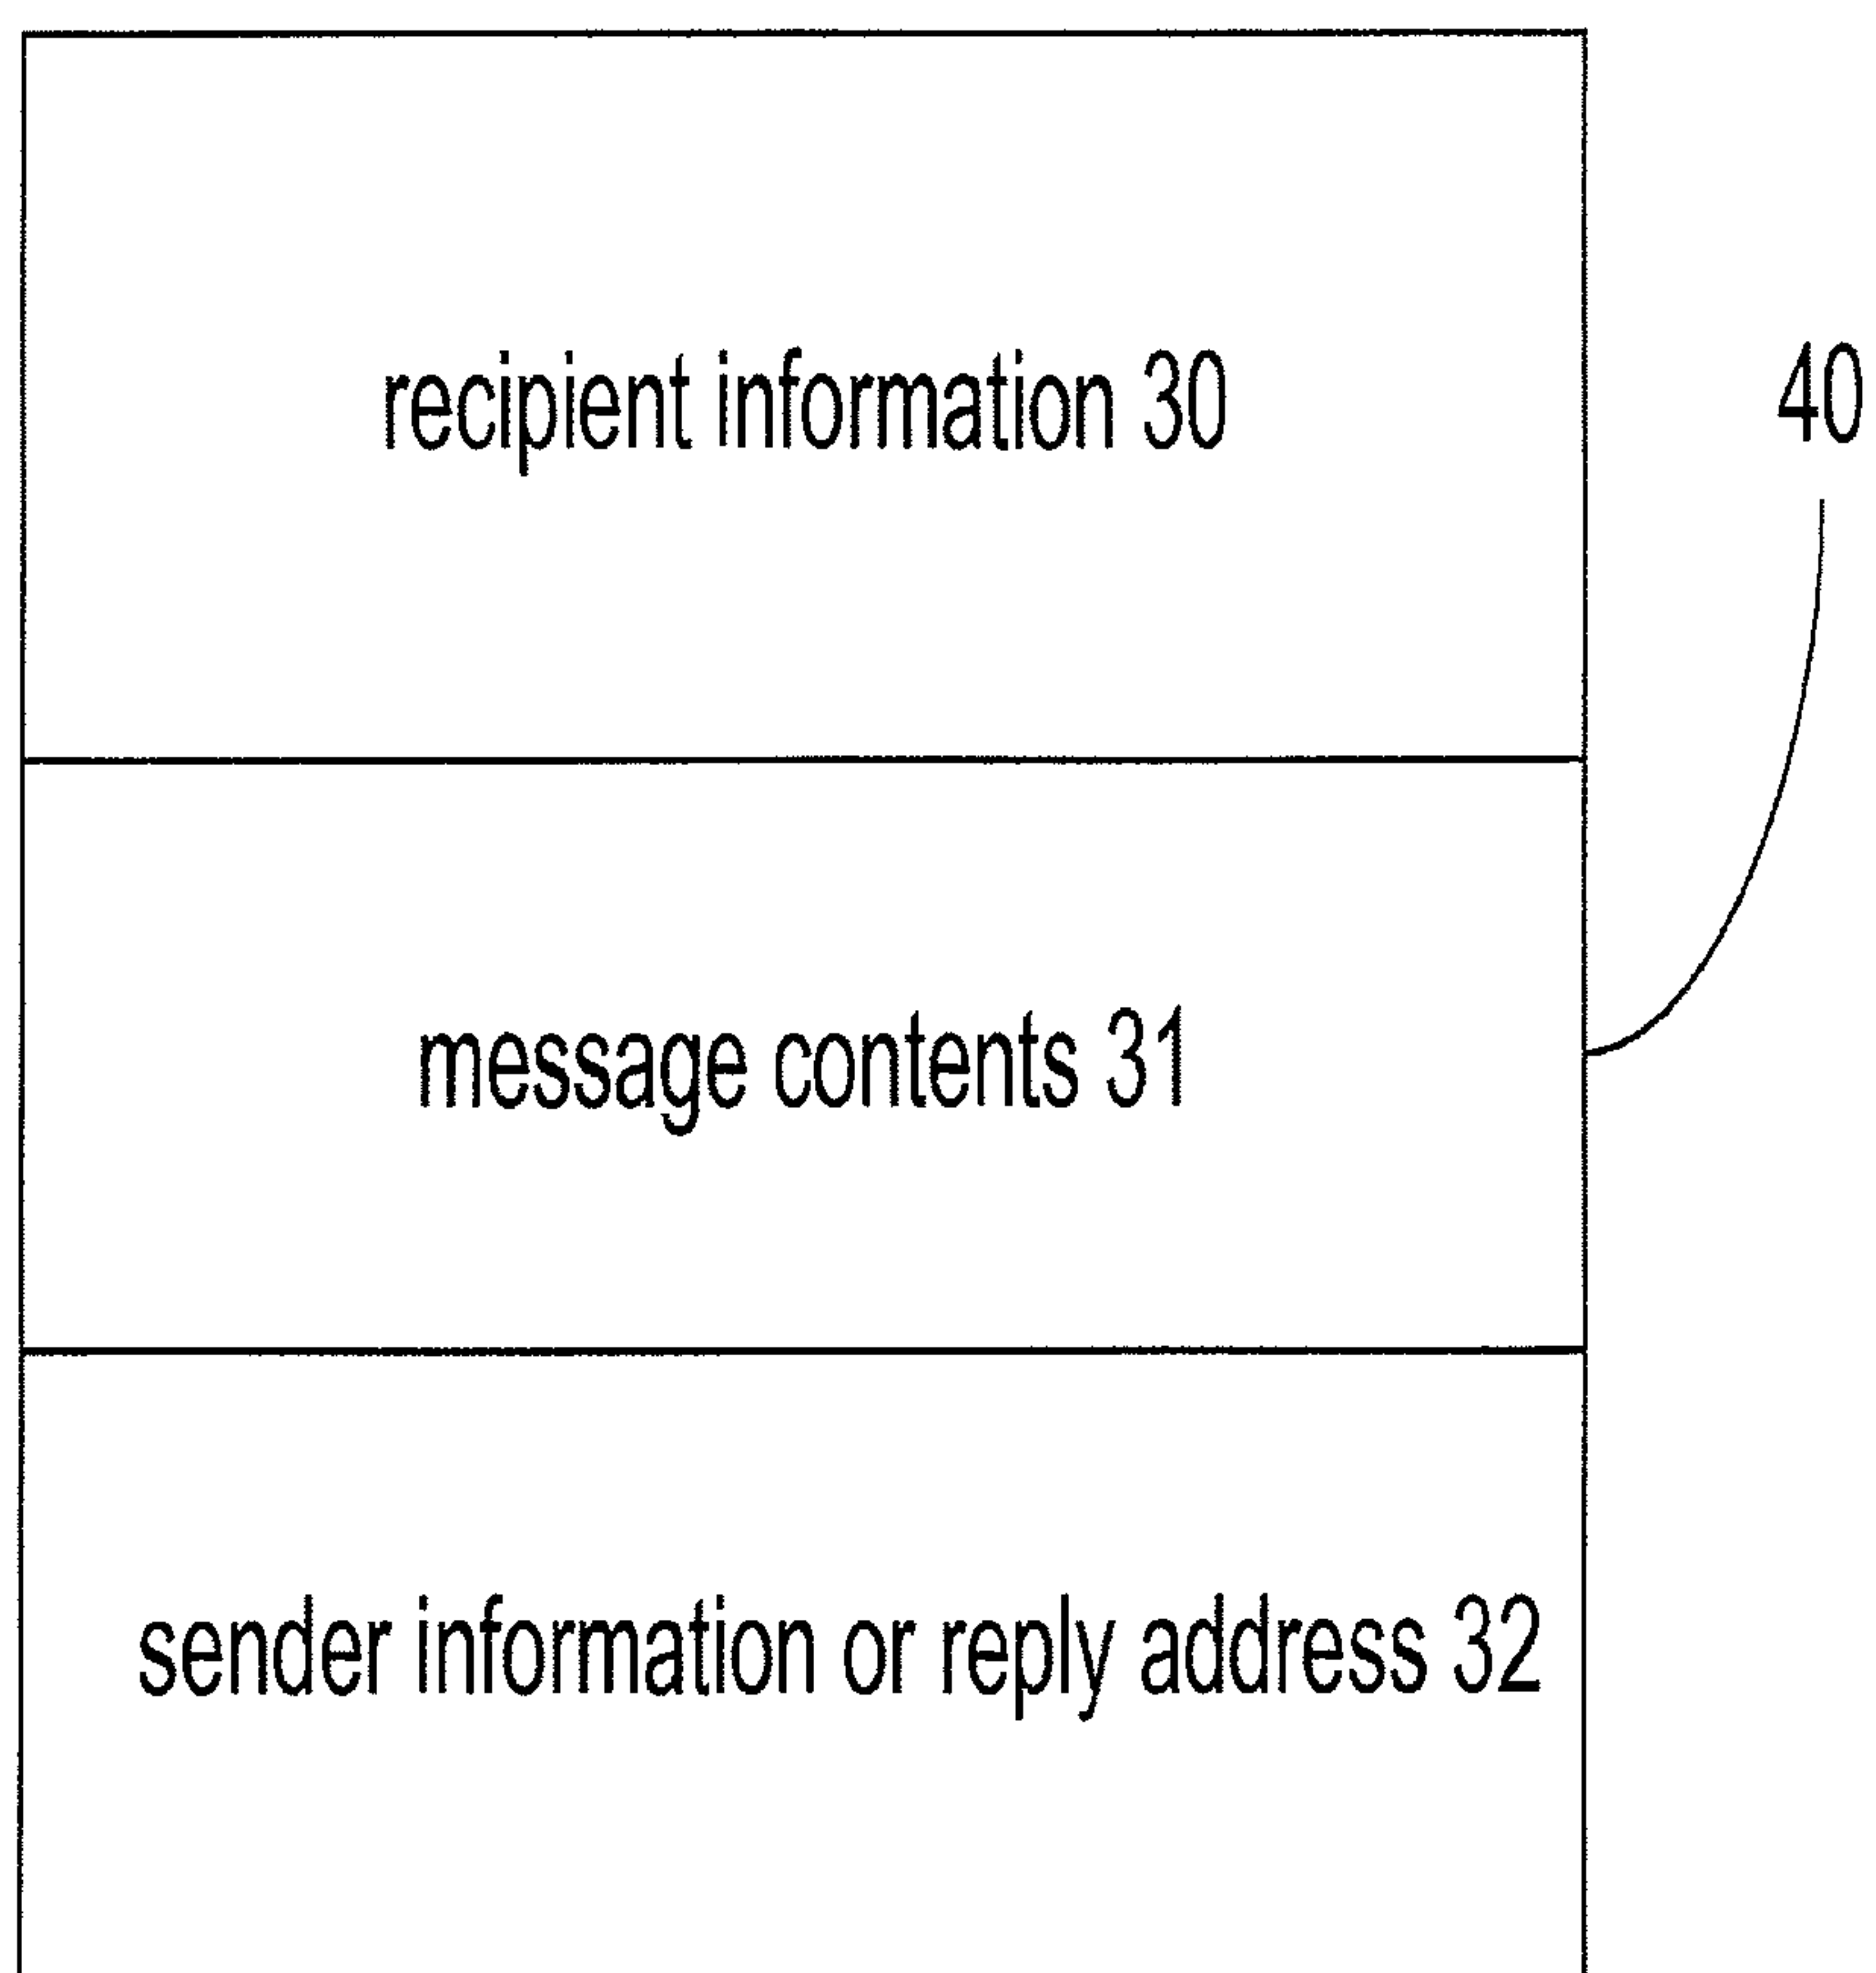 recipient information 30
40
message contents 31
sender information or reply address 32